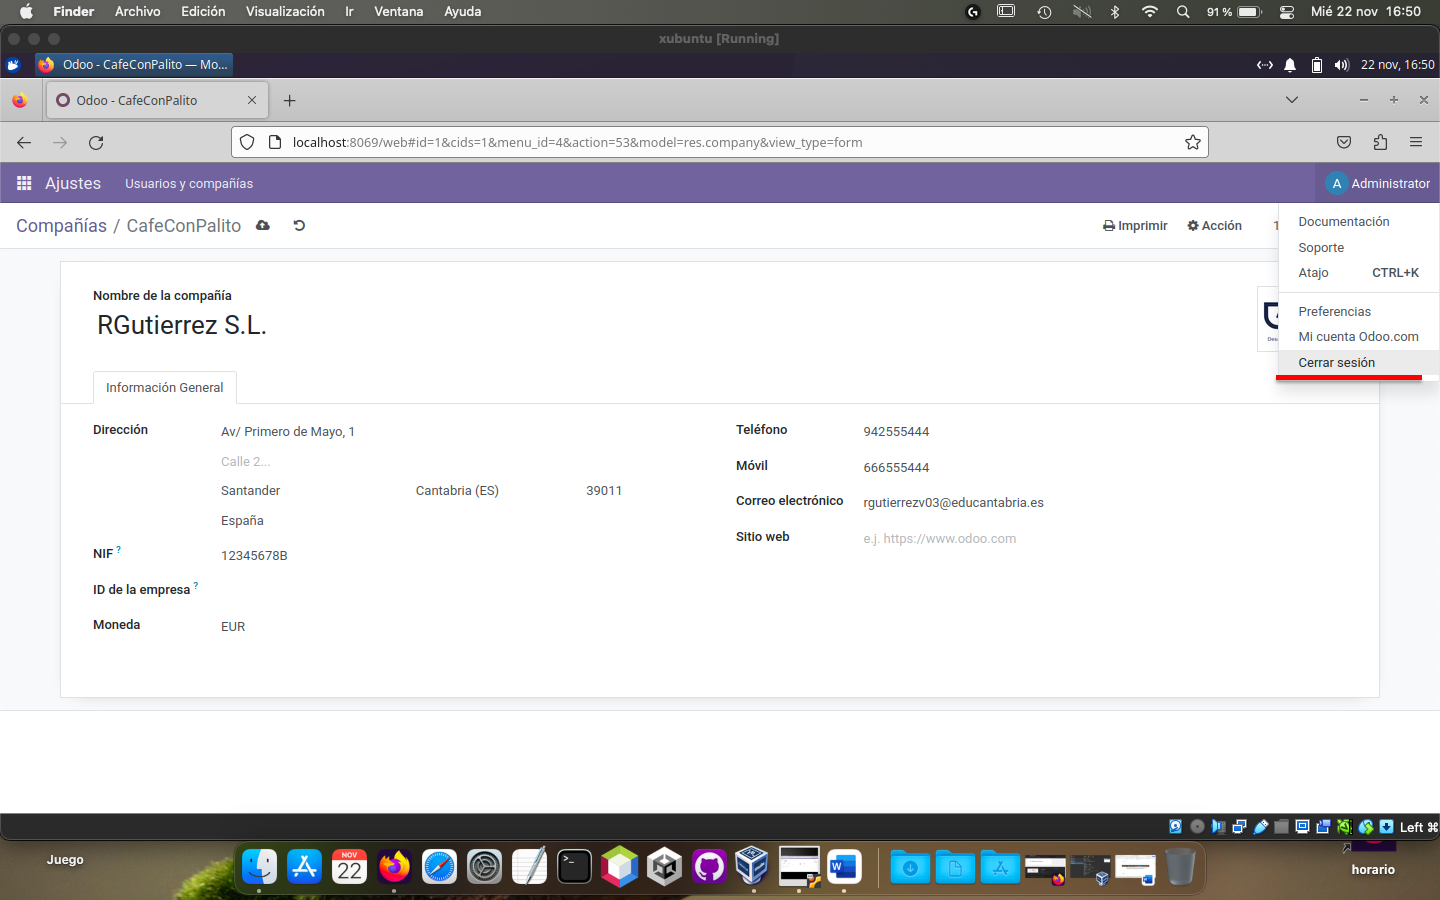 Finder Archivo Edición Visualización Ir Ventana Ayuda 91 % Mié 22 nov 16:50
xubuntu [Running]
Odoo - CafeConPalito — Mo... 22 nov, 16:50
Odoo - CafeConPalito
localhost:8069/web#id=1&cids=1&menu_id=4&action=53&model=res.company&view_type=form
Ajustes Usuarios y compañías A Administrator
Compañías / CafeConPalito Imprimir Acción 1
Documentación
Soporte
Atajo CTRL+K
Preferencias
Mi cuenta Odoo.com
Cerrar sesión
Nombre de la compañía
RGutierrez S.L.
Información General
Dirección Av/ Primero de Mayo, 1
Calle 2...
Santander Cantabria (ES) 39011
España
NIF ? 12345678B
ID de la empresa ?
Moneda EUR
Teléfono 942555444
Móvil 666555444
Correo electrónico rgutierrezv03@educantabria.es
Sitio web e.j. https://www.odoo.com
Left ⌘
Juego
NOV
22
horario